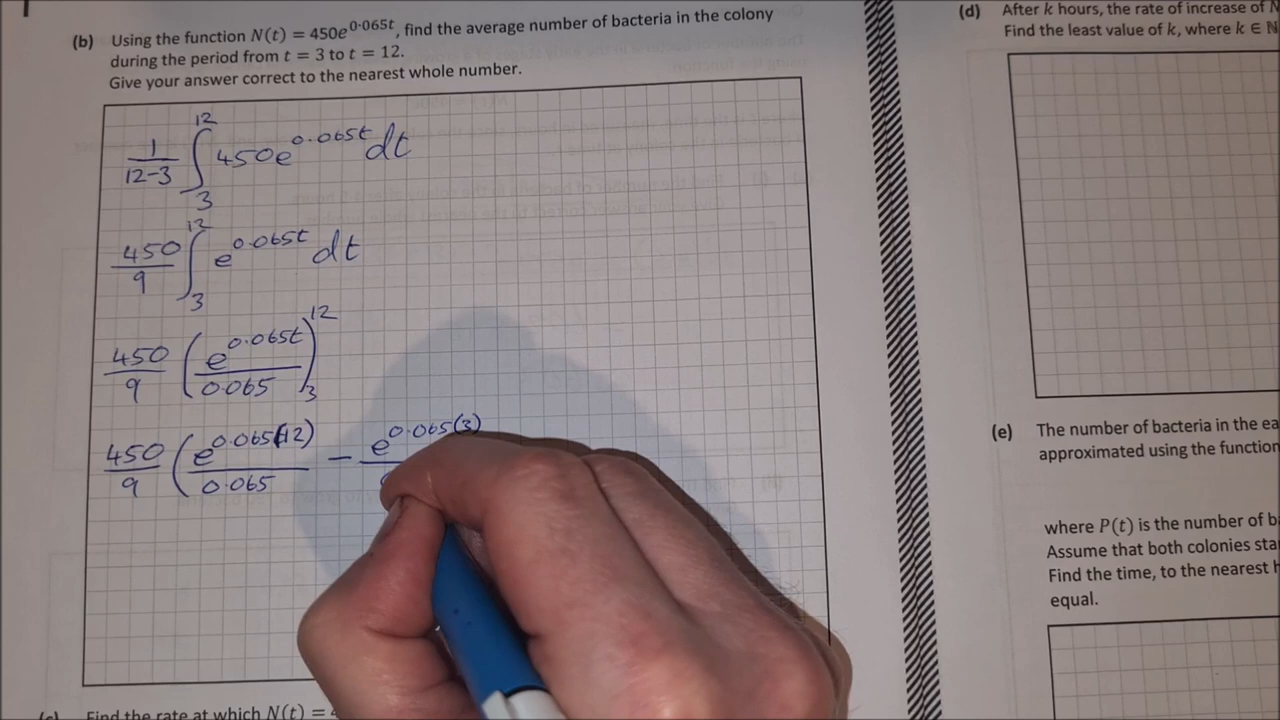 (b) Using the function N(t) = 450e^0·065t, find the average number of bacteria in the colony
during the period from t = 3 to t = 12.
Give your answer correct to the nearest whole number.
1/(12-3) ∫_3^12 450e^0·065t dt
450/9 ∫_3^12 e^0·065t dt
450/9 (e^0·065t/0·065)_3^12
450/9 (e^0·065(12)/0·065 - e^0·065(3)
Find the rate at which N(t) =
(d) After k hours, the rate of increase of N
Find the least value of k, where k ∈ ℕ
(e) The number of bacteria in the ea
approximated using the function
where P(t) is the number of b
Assume that both colonies sta
Find the time, to the nearest h
equal.